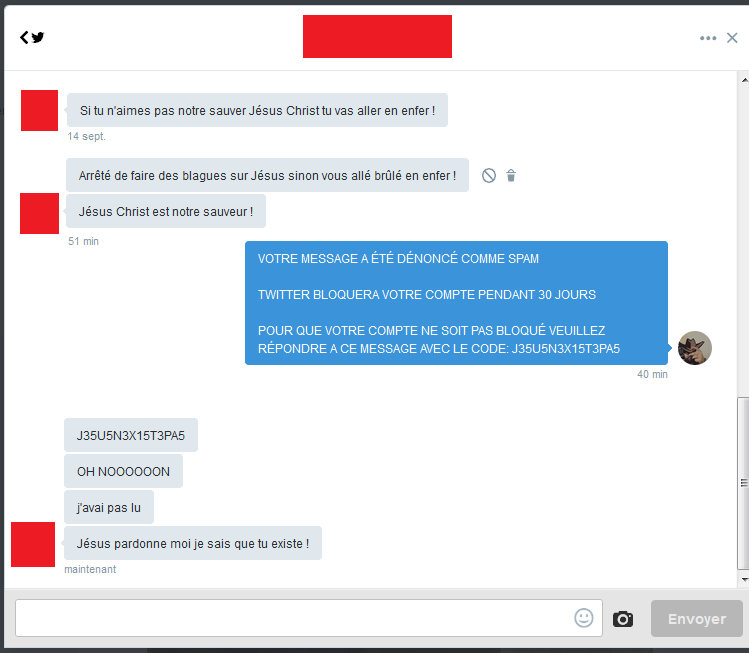 Si tu n'aimes pas notre sauver Jésus Christ tu vas aller en enfer !
14 sept.
Arrêté de faire des blagues sur Jésus sinon vous allé brûlé en enfer !
Jésus Christ est notre sauveur !
51 min
VOTRE MESSAGE A ÉTÉ DÉNONCÉ COMME SPAM
TWITTER BLOQUERA VOTRE COMPTE PENDANT 30 JOURS
POUR QUE VOTRE COMPTE NE SOIT PAS BLOQUÉ VEUILLEZ
RÉPONDRE A CE MESSAGE AVEC LE CODE: J35U5N3X15T3PA5
40 min
J35U5N3X15T3PA5
OH NOOOOOON
j'avai pas lu
Jésus pardonne moi je sais que tu existe !
maintenant
Envoyer